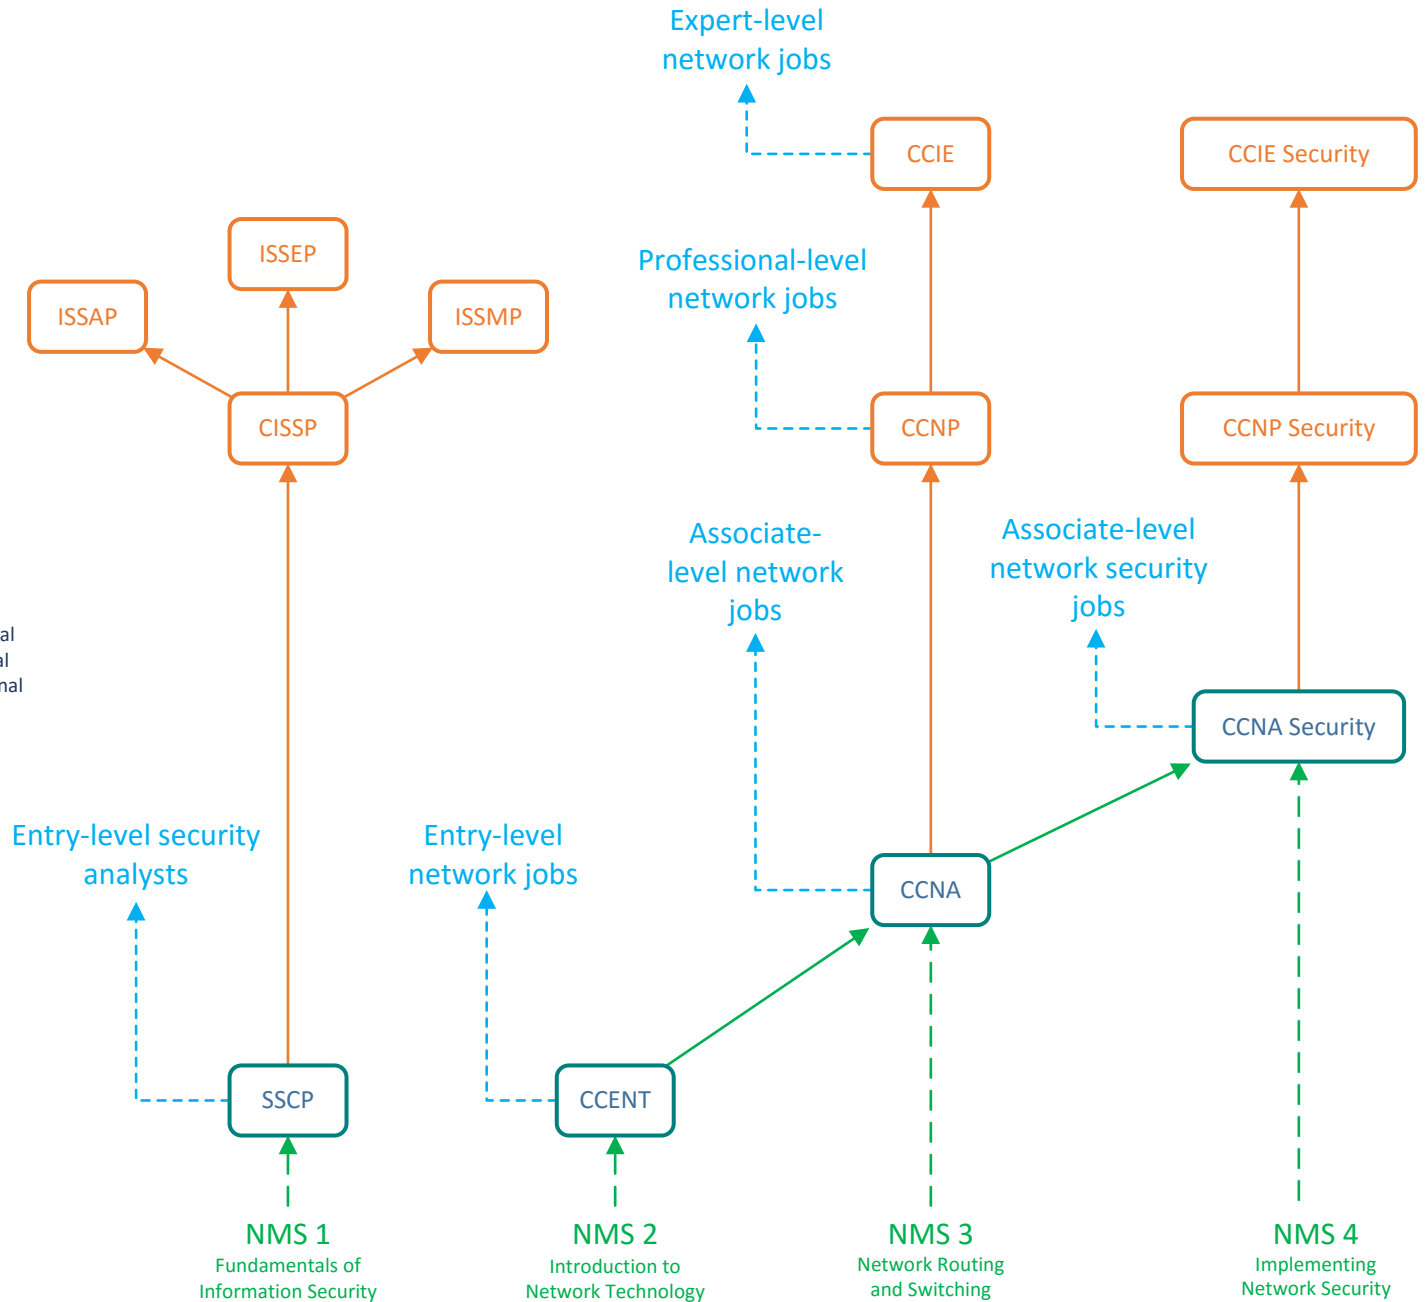 Expert-level
network jobs
CCIE
CCIE Security
ISSEP
Professional-level
network jobs
ISSAP
ISSMP
CISSP
CCNP
CCNP Security
Associate-
level network
jobs
Associate-level
network security
jobs
al
al
nal
CCNA Security
Entry-level security
analysts
Entry-level
network jobs
CCNA
SSCP
CCENT
NMS 1
Fundamentals of
Information Security
NMS 2
Introduction to
Network Technology
NMS 3
Network Routing
and Switching
NMS 4
Implementing
Network Security